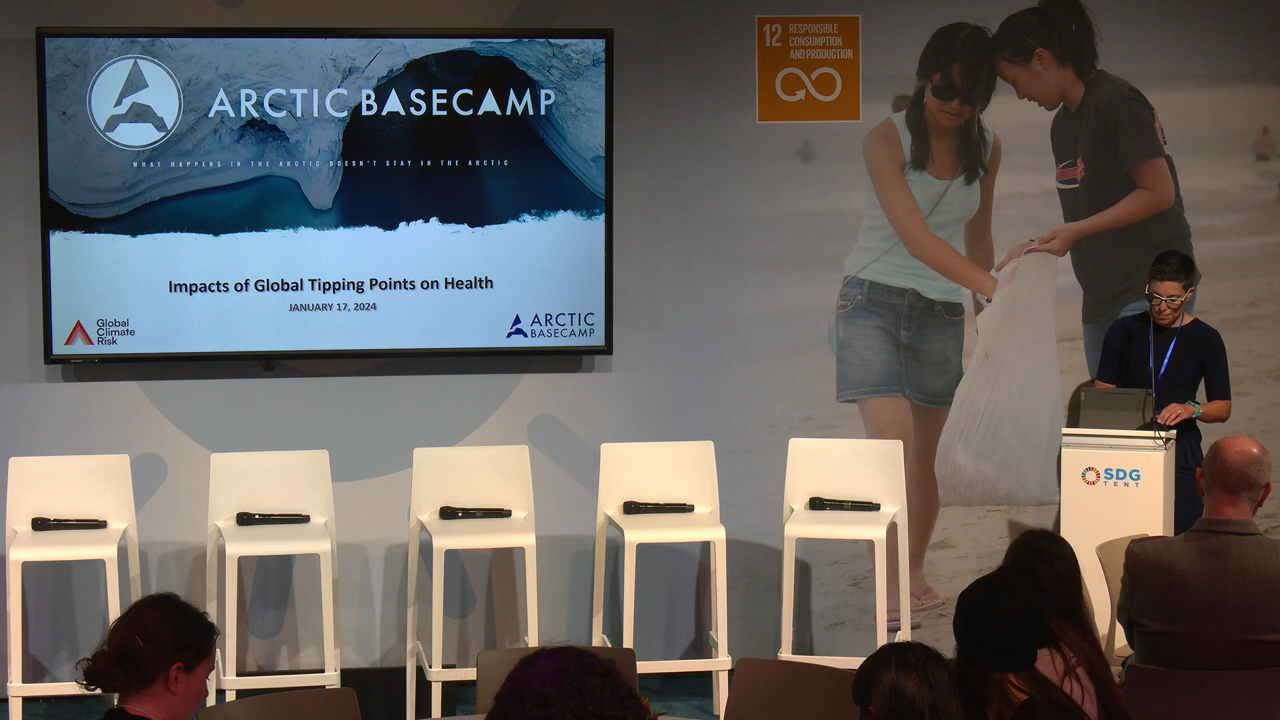 ARCTIC BASECAMP
WHAT HAPPENS IN THE ARCTIC DOESN'T STAY IN THE ARCTIC
Impacts of Global Tipping Points on Health
JANUARY 17, 2024
Global
Climate
Risk
ARCTIC
BASECAMP
12 RESPONSIBLE
CONSUMPTION
AND PRODUCTION
SDG
TENT